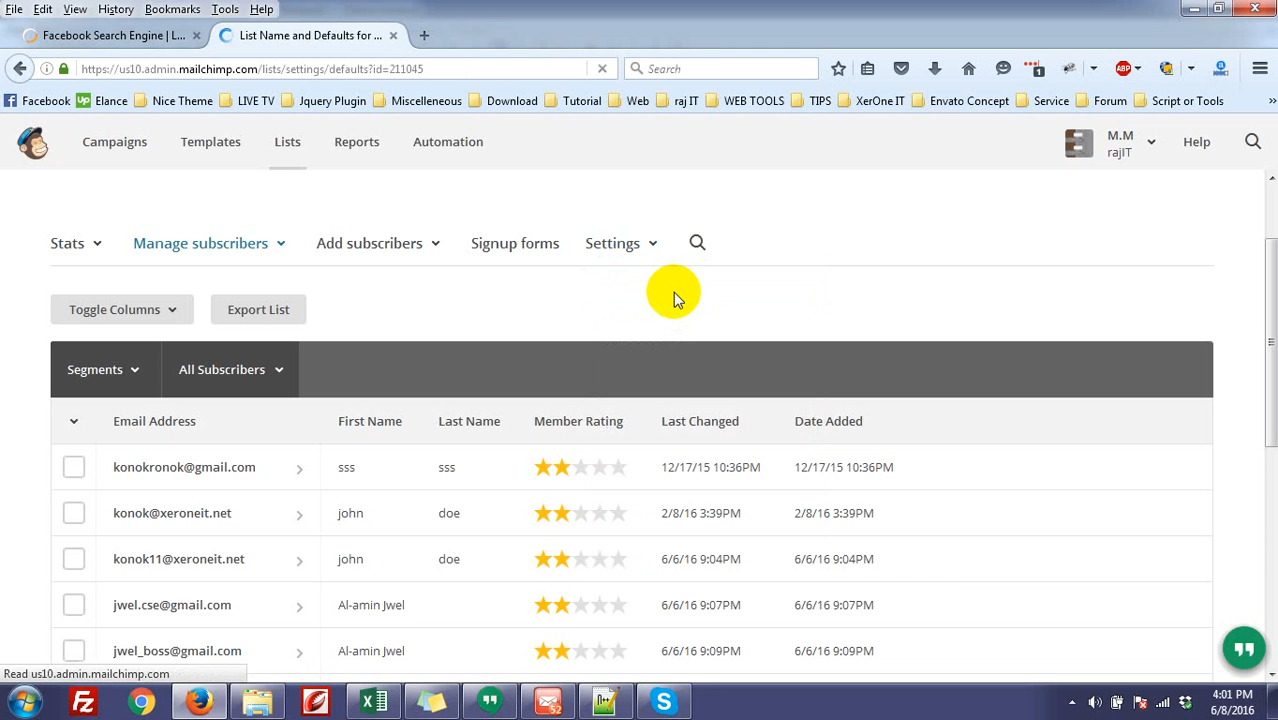 File Edit View History Bookmarks Tools Help
Facebook Search Engine | L... × List Name and Defaults for ... × +
https://us10.admin.mailchimp.com/lists/settings/defaults?id=211045 Search 1 ABP
Facebook Up Elance Nice Theme LIVE TV Jquery Plugin Miscelleneous Download Tutorial Web raj IT WEB TOOLS TIPS XerOne IT Envato Concept Service Forum Script or Tools »
Campaigns Templates Lists Reports Automation M.M Help
rajIT
Stats Manage subscribers Add subscribers Signup forms Settings
Toggle Columns Export List
Segments All Subscribers
Email Address First Name Last Name Member Rating Last Changed Date Added
konokronok@gmail.com sss sss 12/17/15 10:36PM 12/17/15 10:36PM
konok@xeroneit.net john doe 2/8/16 3:39PM 2/8/16 3:39PM
konok11@xeroneit.net john doe 6/6/16 9:04PM 6/6/16 9:04PM
jwel.cse@gmail.com Al-amin Jwel 6/6/16 9:07PM 6/6/16 9:07PM
jwel_boss@gmail.com Al-amin Jwel 6/6/16 9:09PM 6/6/16 9:09PM
Read us10.admin.mailchimp.com
52
4:01 PM
6/8/2016